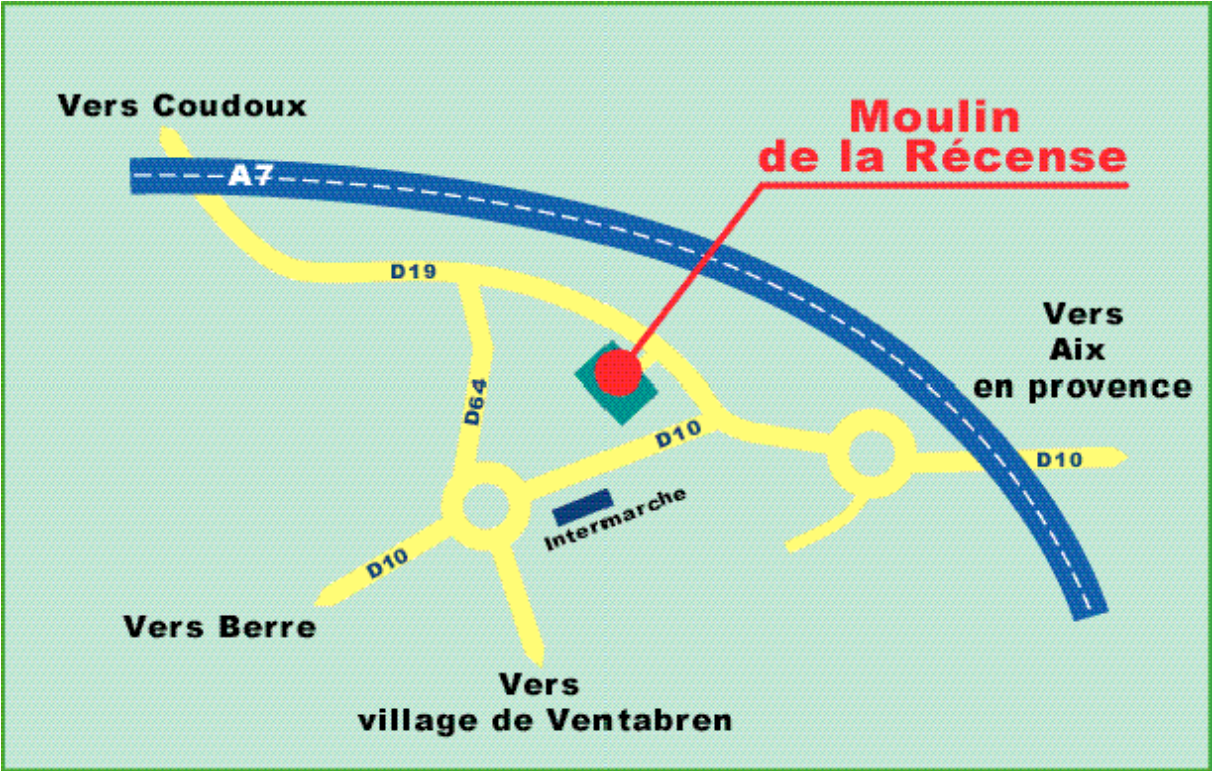 Vers Coudoux
Moulin
de la Récense
A7
D19
Vers
Aix
en provence
D64
D10
D10
Intermarche
D10
Vers Berre
Vers
village de Ventabren